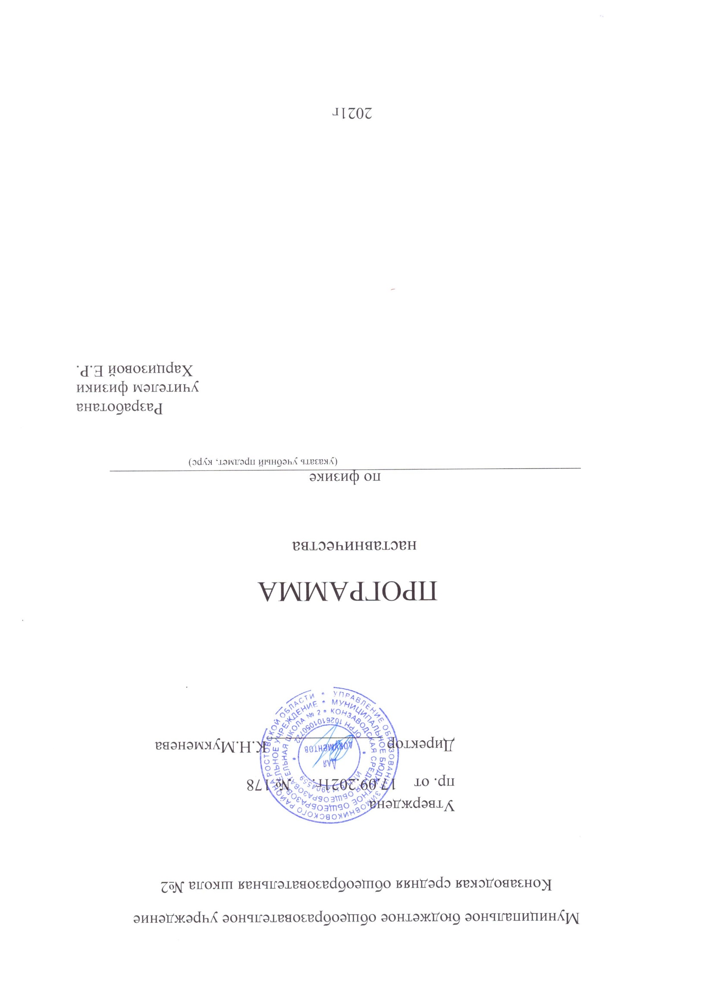 Муниципальное бюджетное общеобразовательное учреждение
Конзаводская средняя общеобразовательная школа №2
Утверждена
пр. от 17.09.2021г. № 178
Директор К.Н.Мукменева
УПРАВЛЕНИЕ ОБРАЗОВАНИЯ ЗИМОВНИКОВСКОГО РАЙОНА РОСТОВСКОЙ ОБЛАСТИ *
МУНИЦИПАЛЬНОЕ БЮДЖЕТНОЕ ОБЩЕОБРАЗОВАТЕЛЬНОЕ УЧРЕЖДЕНИЕ *
КОНЗАВОДСКАЯ СРЕДНЯЯ ОБЩЕОБРАЗОВАТЕЛЬНАЯ ШКОЛА № 2 *
ОГРН 1026101050722
ИНН
Для
документов
ПРОГРАММА
наставничества
по физике
(указать учебный предмет, курс)
Разработана
учителем физики
Харцизовой Е.Р.
2021г